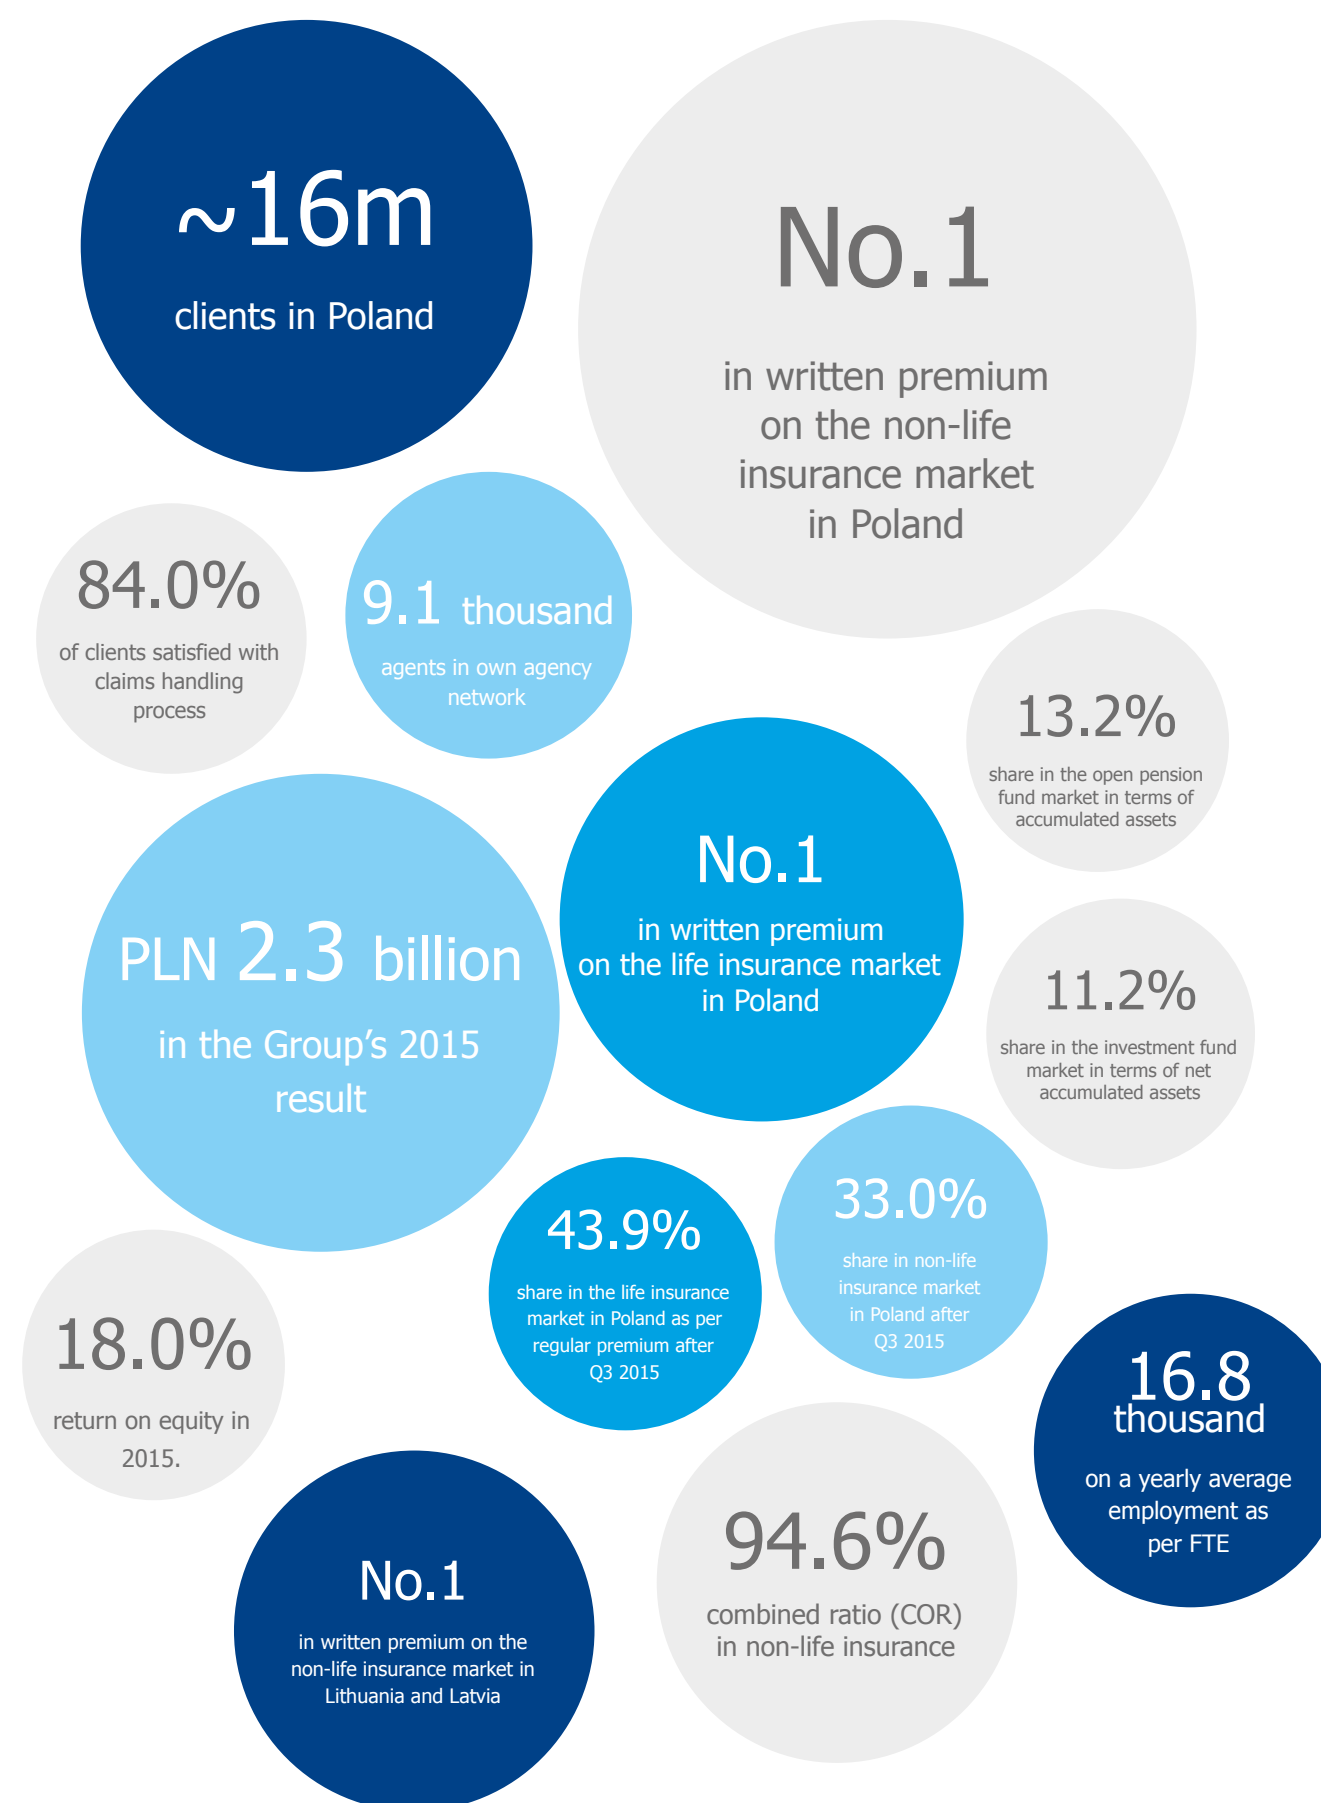 ~16m
clients in Poland
No.1
in written premium
on the non-life
insurance market
in Poland
84.0%
of clients satisfied with
claims handling
process
9.1 thousand
agents in own agency
network
13.2%
share in the open pension
fund market in terms of
accumulated assets
PLN 2.3 billion
in the Group’s 2015
result
No.1
in written premium
on the life insurance market
in Poland
11.2%
share in the investment fund
market in terms of net
accumulated assets
43.9%
share in the life insurance
market in Poland as per
regular premium after
Q3 2015
33.0%
share in non-life
insurance market
in Poland after
Q3 2015
18.0%
return on equity in
2015.
16.8
thousand
on a yearly average
employment as
per FTE
No.1
in written premium on the
non-life insurance market in
Lithuania and Latvia
94.6%
combined ratio (COR)
in non-life insurance